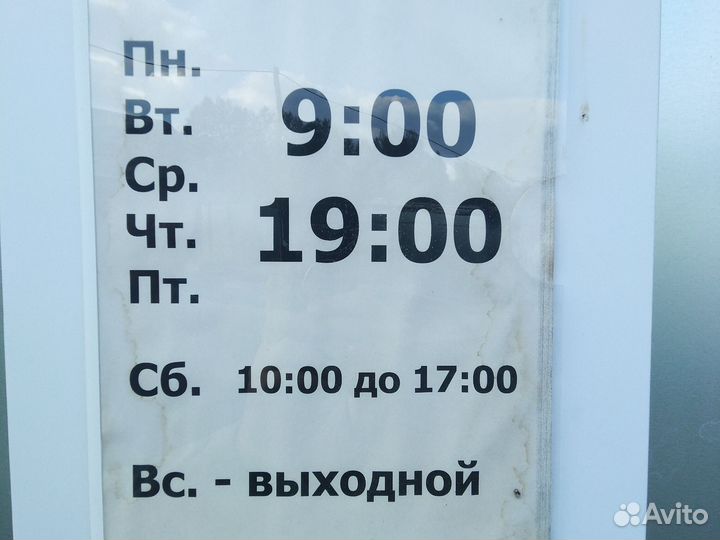 Пн.
Вт.
Ср.
Чт.
Пт.
9:00
19:00
Сб. 10:00 до 17:00
Вс. - выходной
Avito